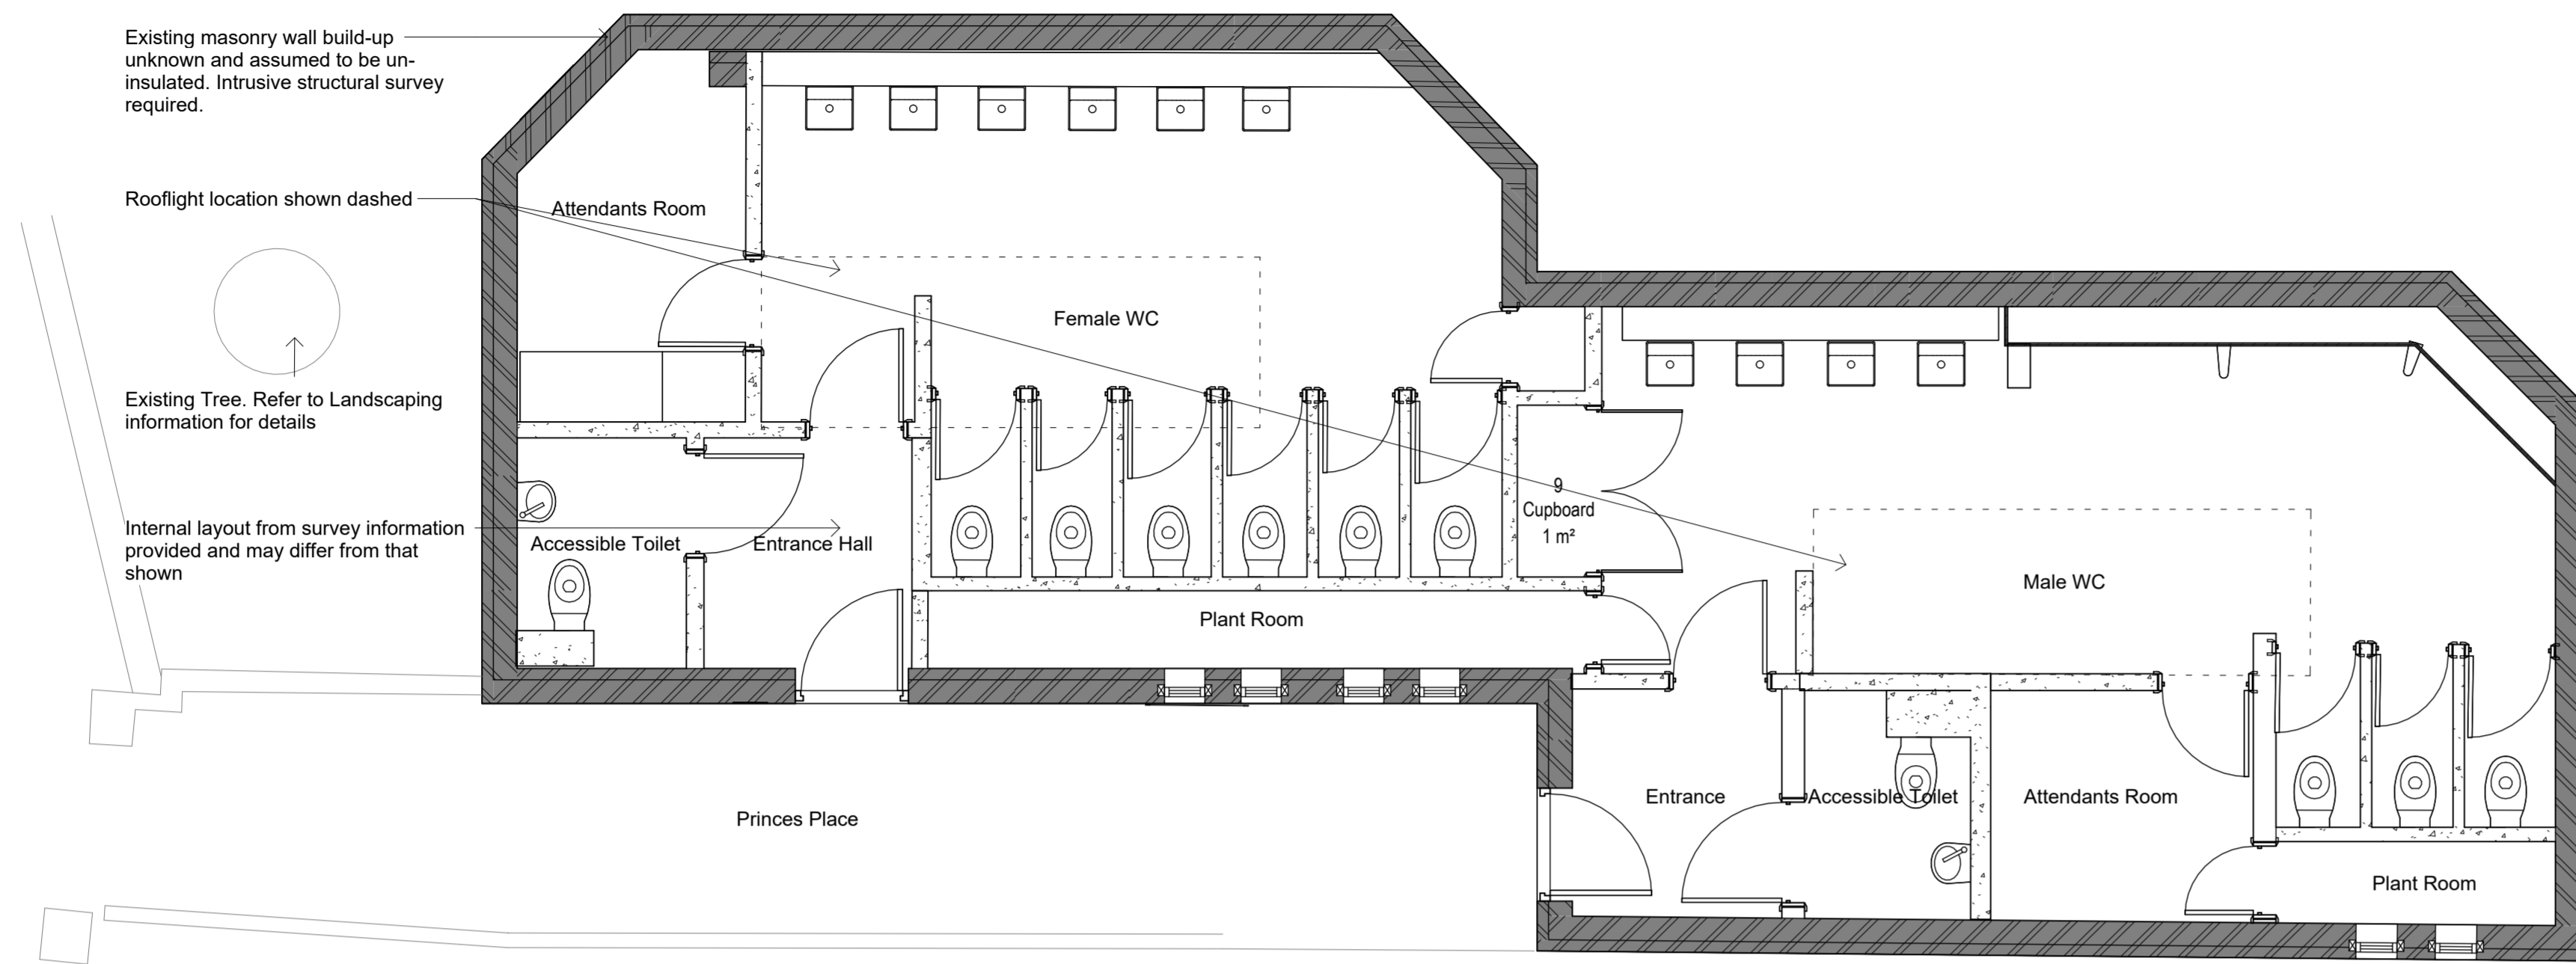 Existing masonry wall build-up
unknown and assumed to be un-
insulated. Intrusive structural survey
required.
Rooflight location shown dashed
Attendants Room
Female WC
Existing Tree. Refer to Landscaping
information for details
Internal layout from survey information
provided and may differ from that
shown
Accessible Toilet
Entrance Hall
9
Cupboard
1 m²
Plant Room
Male WC
Princes Place
Entrance
Accessible Toilet
Attendants Room
Plant Room